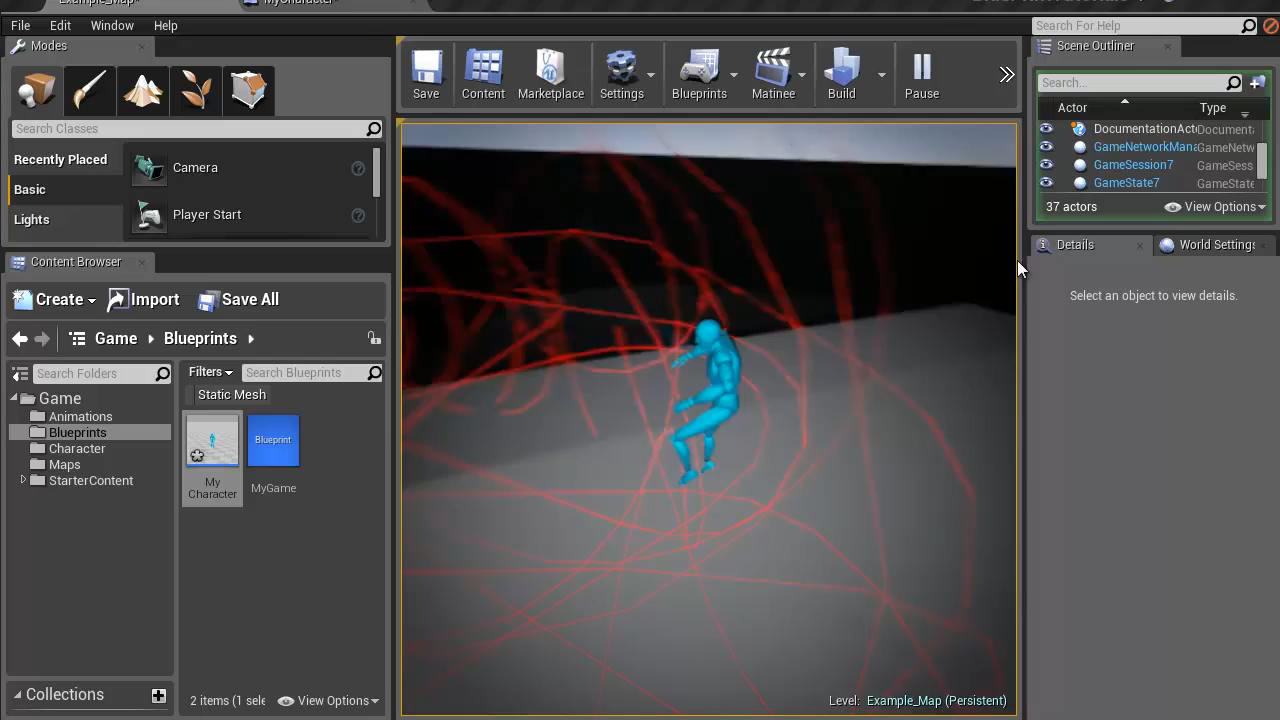 Example_Map
MyCharacter
File Edit Window Help
Search For Help
Modes
Search Classes
Recently Placed
Basic
Lights
Camera
Player Start
Save
Content
Marketplace
Settings
Blueprints
Matinee
Build
Pause
Scene Outliner
Search...
Actor Type
DocumentationActo Documenta
GameNetworkMana GameNetw
GameSession7 GameSess
GameState7 GameState
37 actors
View Options
Details
World Settings
Select an object to view details.
Content Browser
Create Import Save All
Game Blueprints
Search Folders
Game
Animations
Blueprints
Character
Maps
StarterContent
Filters
Search Blueprints
Static Mesh
My
Character
Blueprint
MyGame
Collections
2 items (1 sele
View Options
Level: Example_Map (Persistent)